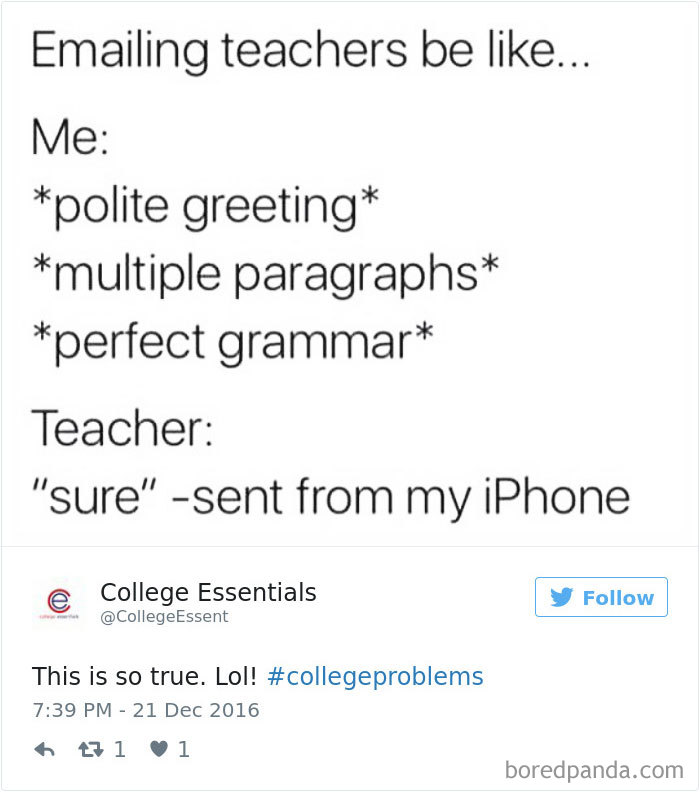 Emailing teachers be like...
Me:
*polite greeting*
*multiple paragraphs*
*perfect grammar*
Teacher:
"sure" -sent from my iPhone
College Essentials
@CollegeEssent
Follow
This is so true. Lol! #collegeproblems
7:39 PM - 21 Dec 2016
1 1
boredpanda.com